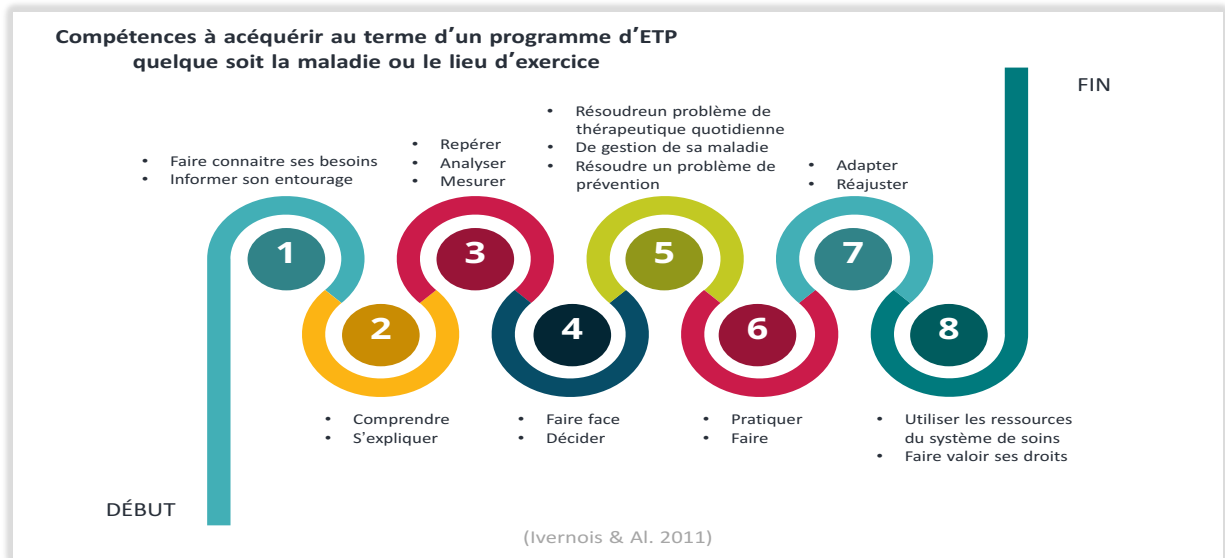 Compétences à acéquérir au terme d'un programme d'ETP
quelque soit la maladie ou le lieu d'exercice
FIN
• Faire connaitre ses besoins
• Informer son entourage
• Repérer
• Analyser
• Mesurer
• Résoudreun problème de
thérapeutique quotidienne
• De gestion de sa maladie
• Résoudre un problème de
prévention
• Adapter
• Réajuster
1
3
5
7
2
4
6
8
• Comprendre
• S'expliquer
• Faire face
• Décider
• Pratiquer
• Faire
• Utiliser les ressources
du système de soins
• Faire valoir ses droits
DÉBUT
(Ivernois & Al. 2011)